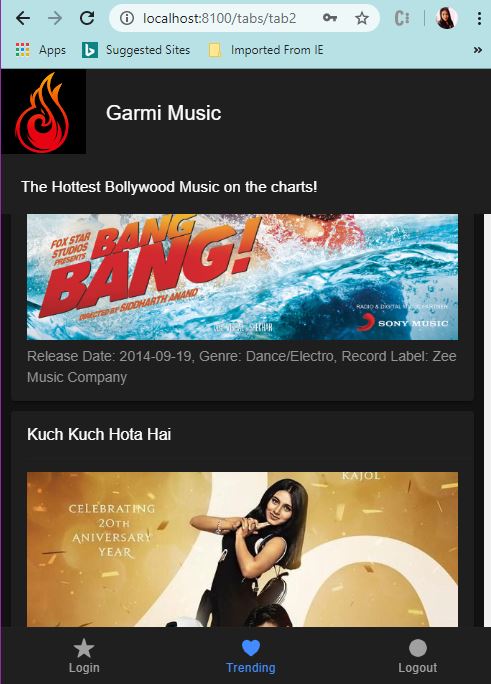 localhost:8100/tabs/tab2
Apps
Suggested Sites
Imported From IE
»
Garmi Music
The Hottest Bollywood Music on the charts!
FOX STAR
STUDIOS
PRESENTS
BANG
BANG!
DIRECTED BY SIDDHARTH ANAND
RADIO & DIGITAL MEDIA PARTNER
SONY MUSIC
Release Date: 2014-09-19, Genre: Dance/Electro, Record Label: Zee
Music Company
Kuch Kuch Hota Hai
KAJOL
CELEBRATING
20TH
ANIVERSARY
YEAR
Login
Trending
Logout